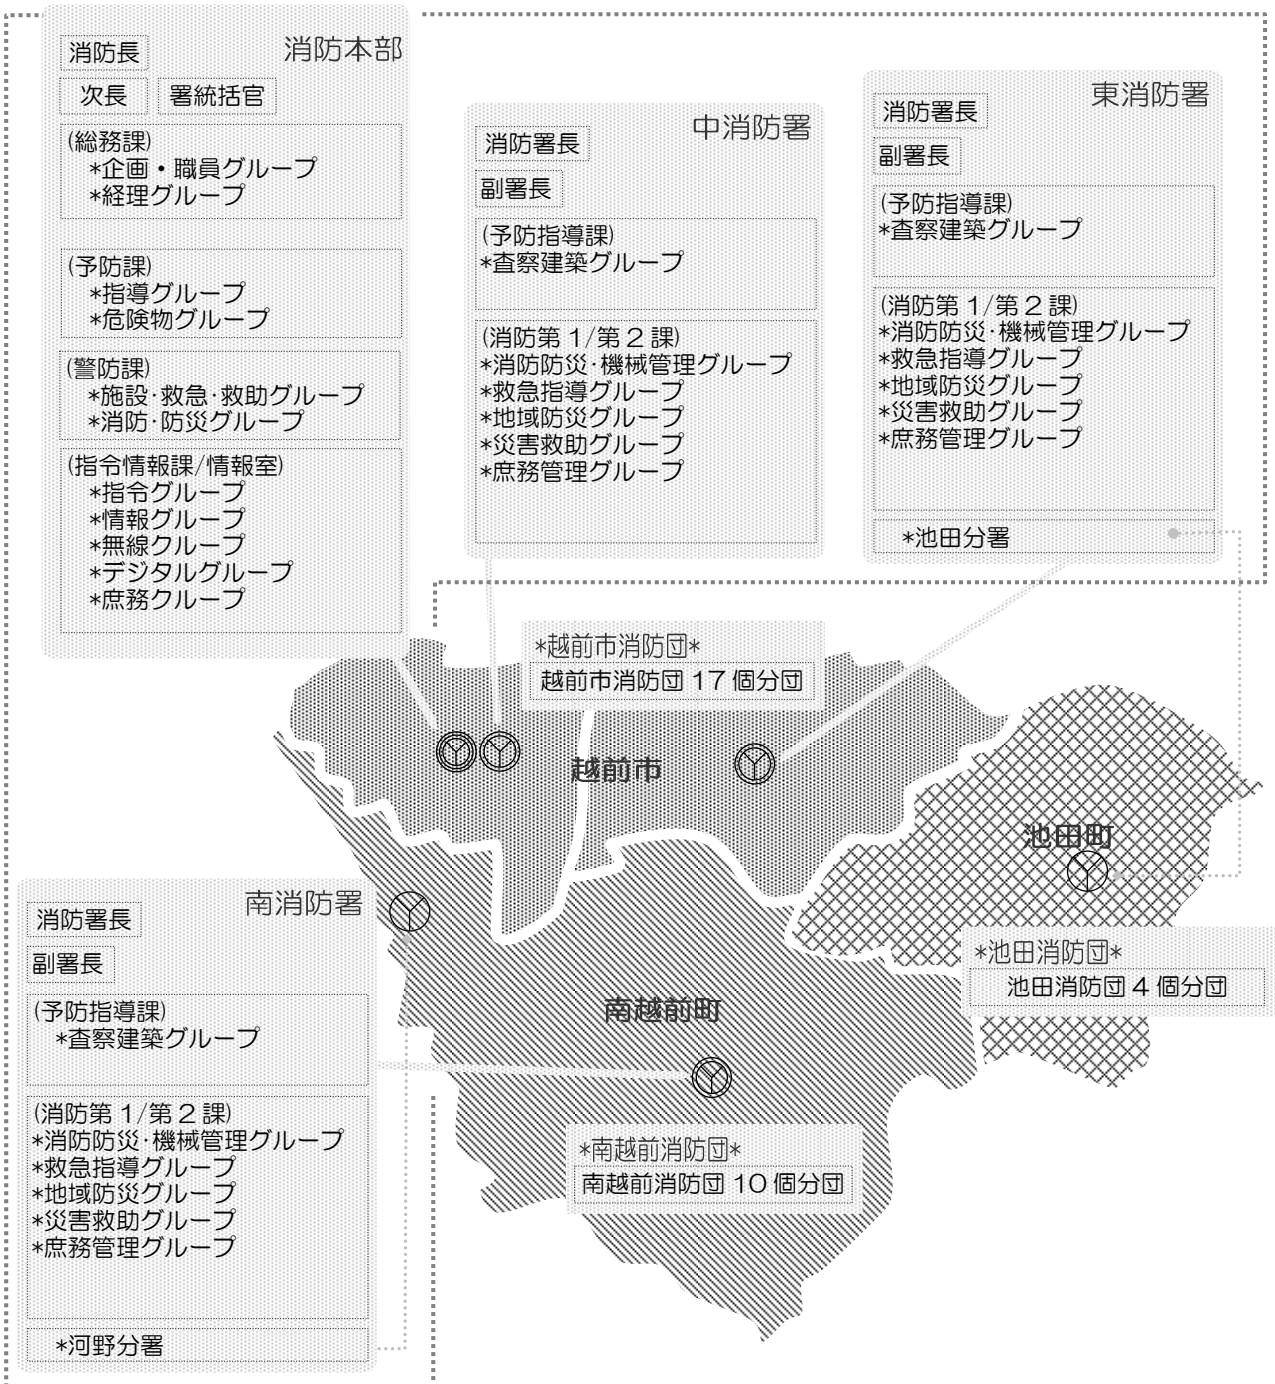 消防本部
消防長
次長
署統括官
(総務課)
*企画・職員グループ
*経理グループ
(予防課)
*指導グループ
*危険物グループ
(警防課)
*施設・救急・救助グループ
*消防・防災グループ
(指令情報課/情報室)
*指令グループ
*情報グループ
*無線クループ
*デジタルグループ
*庶務クループ
中消防署
消防署長
副署長
(予防指導課)
*査察建築グループ
(消防第1/第2課)
*消防防災・機械管理グループ
*救急指導グループ
*地域防災グループ
*災害救助グループ
*庶務管理グループ
東消防署
消防署長
副署長
(予防指導課)
*査察建築グループ
(消防第1/第2課)
*消防防災・機械管理グループ
*救急指導グループ
*地域防災グループ
*災害救助グループ
*庶務管理グループ
*池田分署
*越前市消防団*
越前市消防団17個分団
越前市
池田町
*池田消防団*
池田消防団4個分団
南消防署
消防署長
副署長
(予防指導課)
*査察建築グループ
(消防第1/第2課)
*消防防災・機械管理グループ
*救急指導グループ
*地域防災グループ
*災害救助グループ
*庶務管理グループ
*河野分署
南越前町
*南越前消防団*
南越前消防団10個分団